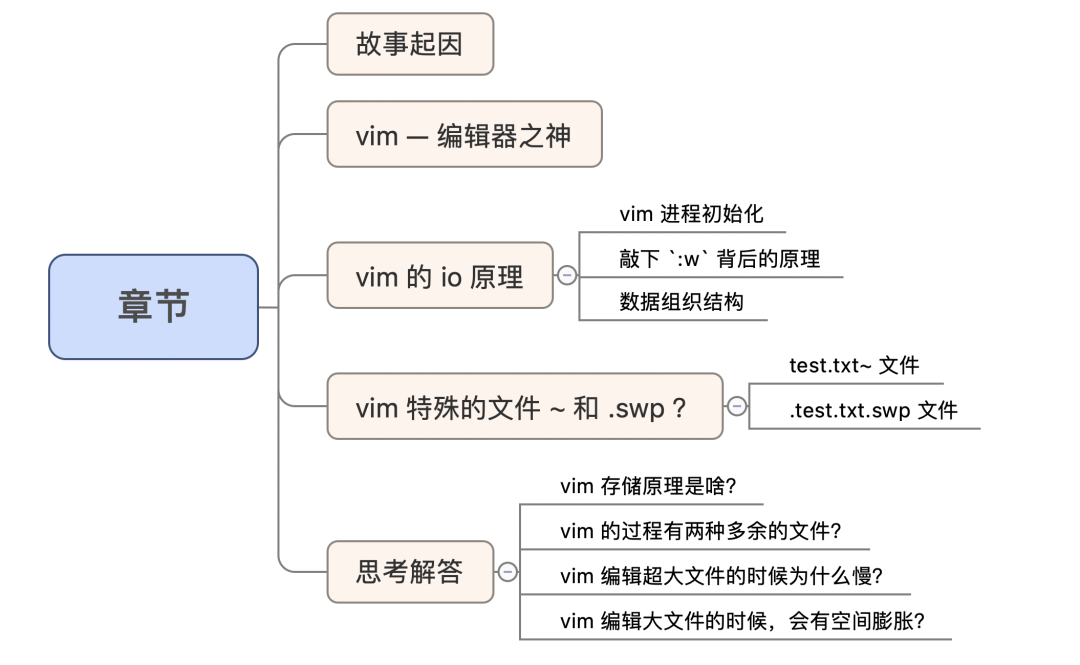 章节
故事起因
vim — 编辑器之神
vim 的 io 原理
vim 进程初始化
敲下 `:w` 背后的原理
数据组织结构
vim 特殊的文件 ~ 和 .swp ?
test.txt~ 文件
.test.txt.swp 文件
思考解答
vim 存储原理是啥?
vim 的过程有两种多余的文件?
vim 编辑超大文件的时候为什么慢?
vim 编辑大文件的时候，会有空间膨胀?